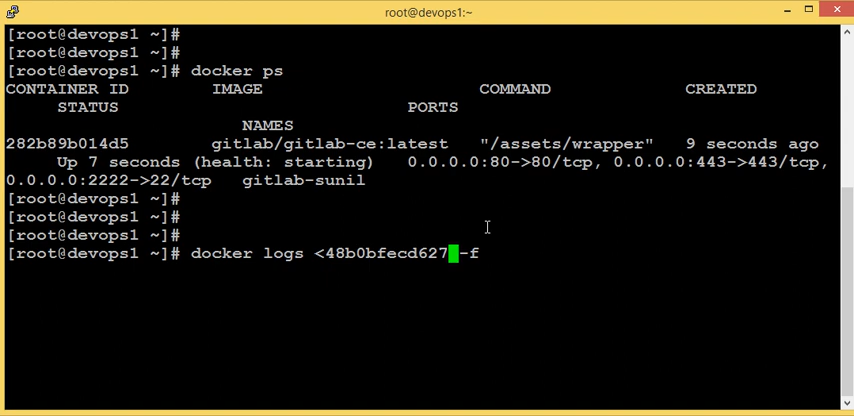 root@devops1:~
[root@devops1 ~]#
[root@devops1 ~]#
[root@devops1 ~]# docker ps
CONTAINER ID        IMAGE                     COMMAND             CREATED
     STATUS                            PORTS
                       NAMES
282b89b014d5        gitlab/gitlab-ce:latest   "/assets/wrapper"   9 seconds ago
     Up 7 seconds (health: starting)   0.0.0.0:80->80/tcp, 0.0.0.0:443->443/tcp,
0.0.0.0:2222->22/tcp   gitlab-sunil
[root@devops1 ~]#
[root@devops1 ~]#
[root@devops1 ~]#
[root@devops1 ~]# docker logs <48b0bfecd627 -f